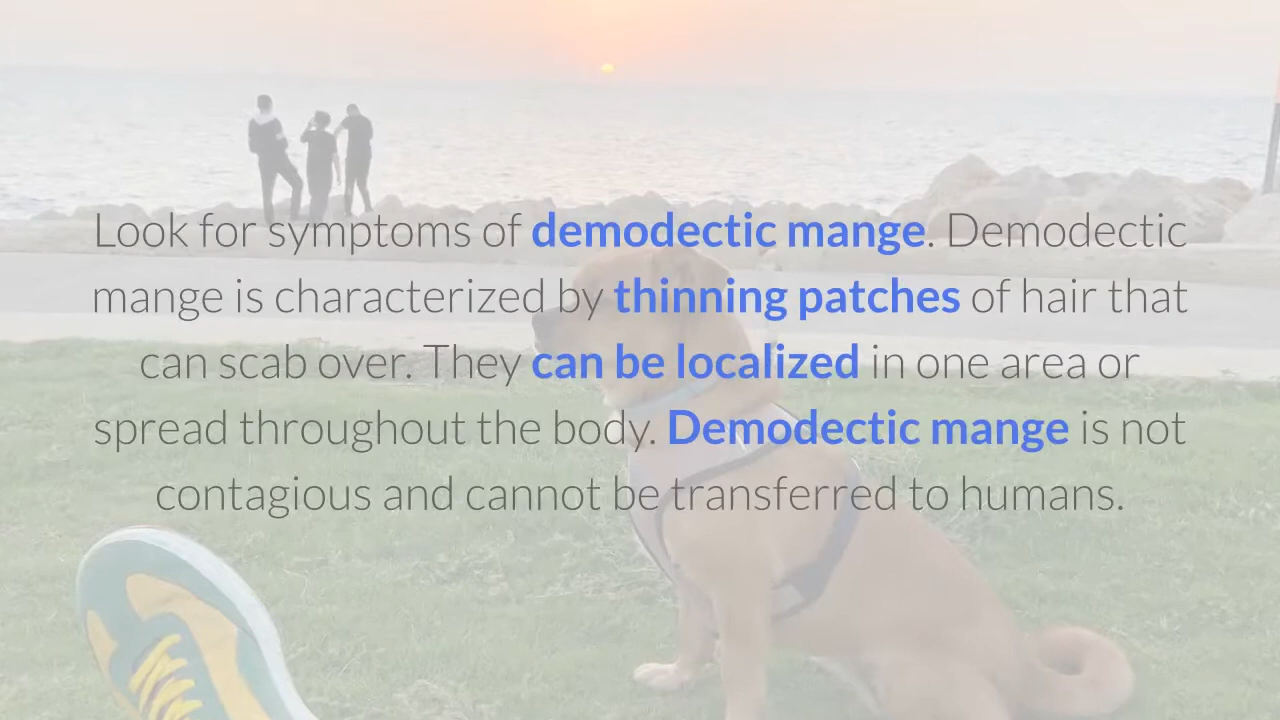 Look for symptoms of demodectic mange. Demodectic
mange is characterized by thinning patches of hair that
can scab over. They can be localized in one area or
spread throughout the body. Demodectic mange is not
contagious and cannot be transferred to humans.